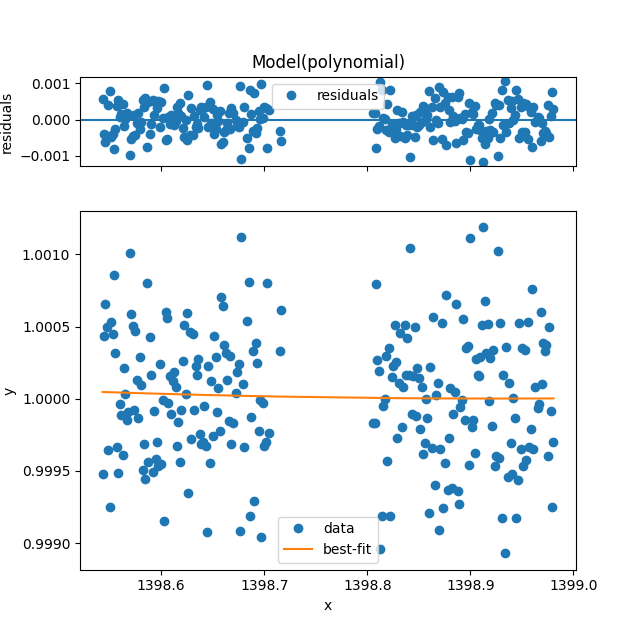 Model(polynomial)
0.001
0.000
−0.001
residuals
residuals
1.0010
1.0005
1.0000
0.9995
0.9990
y
data
best-fit
1398.6
1398.7
1398.8
1398.9
1399.0
x